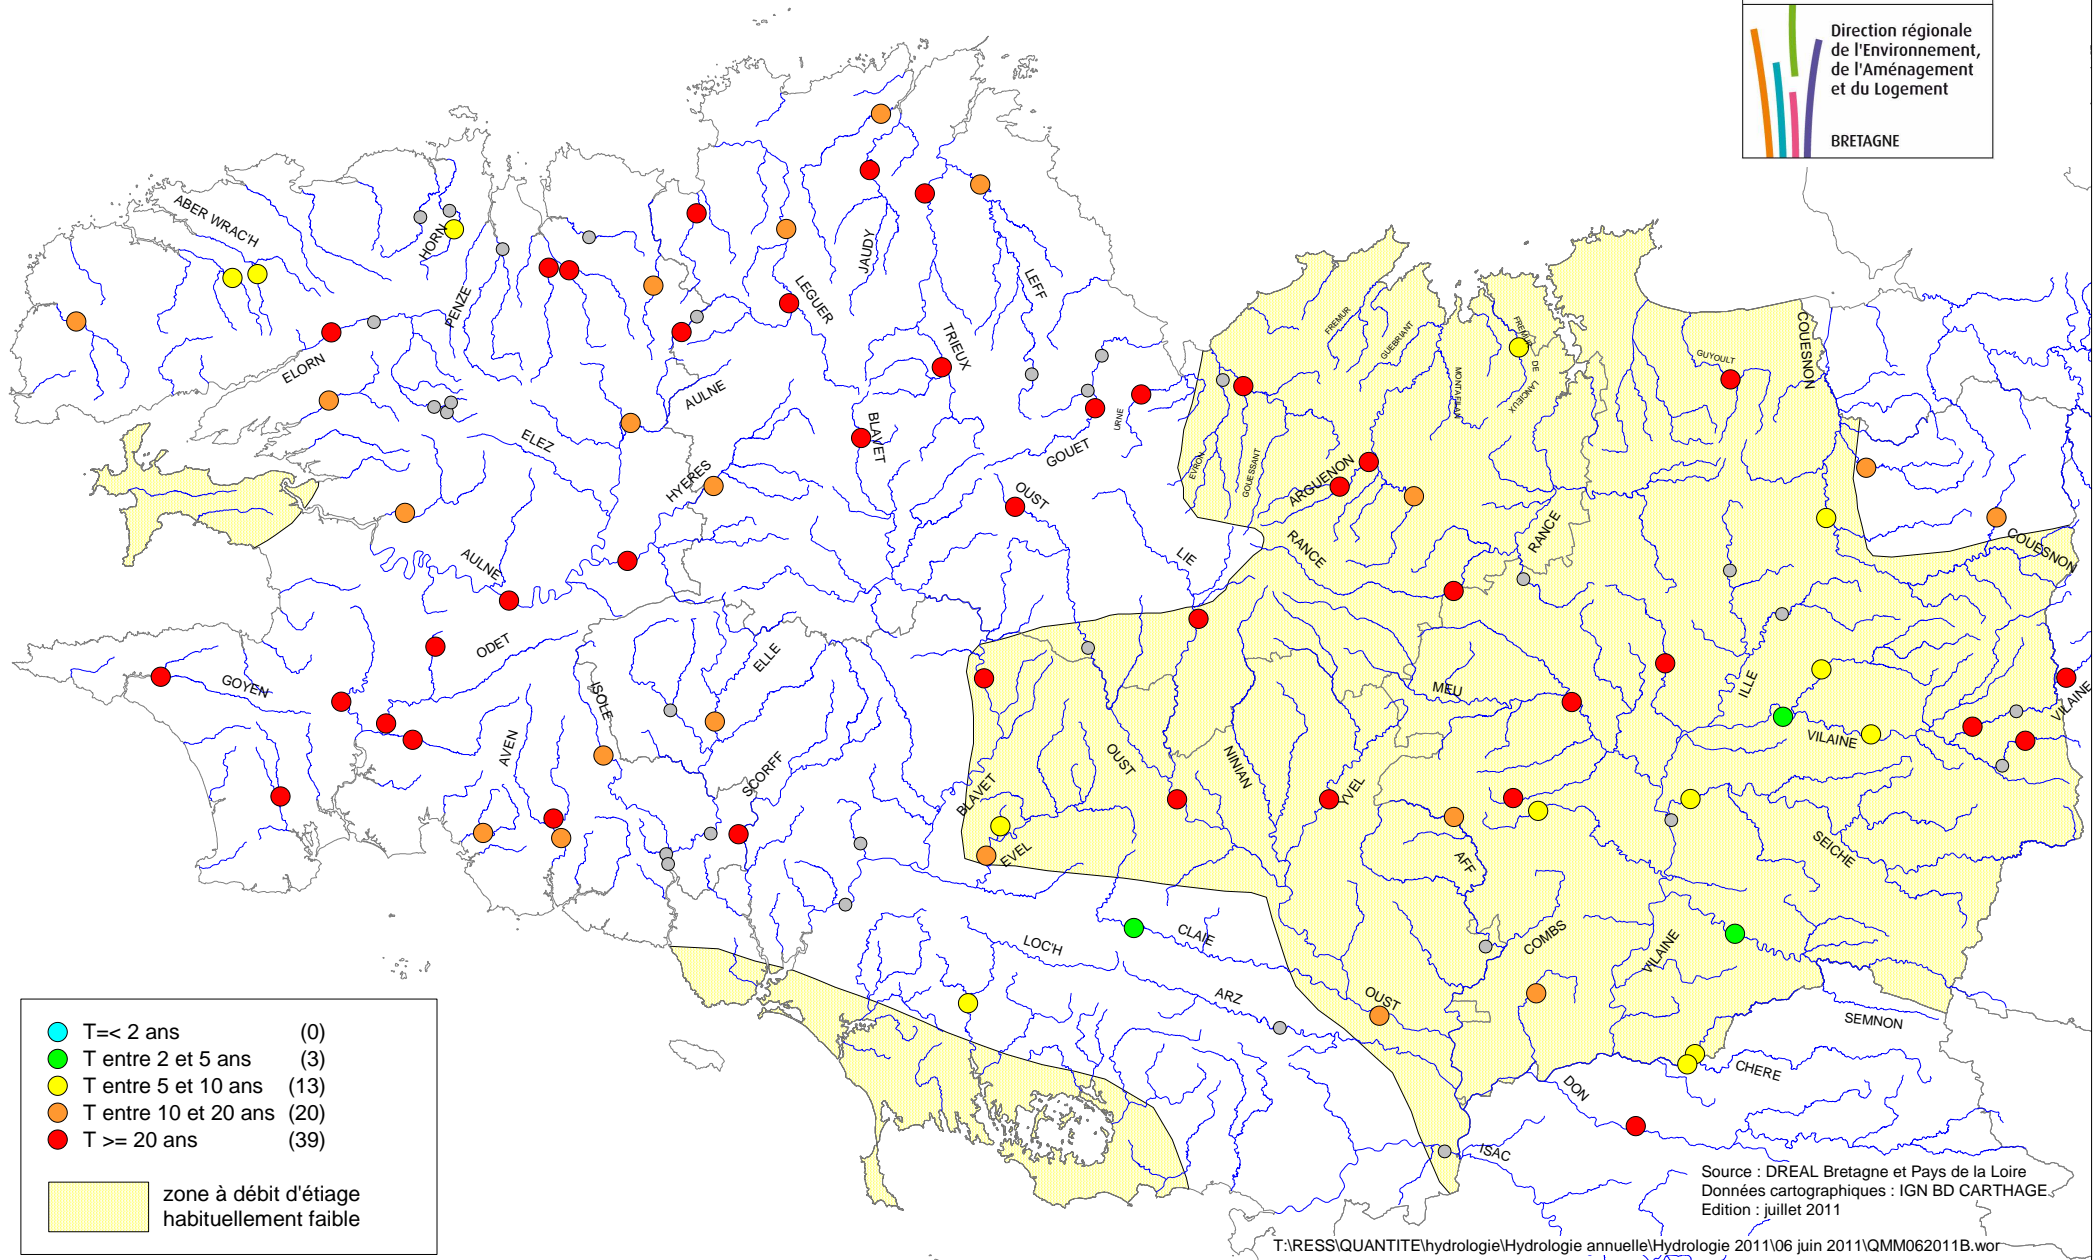 Direction régionale
de l'Environnement,
de l'Aménagement
et du Logement
BRETAGNE
ABER WRAC'H
HORN
PENZE
ELORN
ELEZ
AULNE
JAUDY
LEGUER
TRIEUX
LEFF
AULNE
BLAVET
HYERES
GOUET
URNE
OUST
LIE
EVRON
GOUESSANT
FREMUR
GUEBRIANT
MONTAFILAN
FREMUR
DE
LANCIEUX
GUYOULT
COUESNON
ARGUENON
RANCE
RANCE
COUESNON
ODET
GOYEN
AVEN
ISOLE
ELLE
SCORFF
BLAVET
EVEL
OUST
NINIAN
YVEL
MEU
ILLE
VILAINE
VILAINE
SEICHE
AFF
COMBS
VILAINE
CLAIE
LOC'H
ARZ
OUST
SEMNON
CHERE
DON
ISAC
T=< 2 ans (0)
T entre 2 et 5 ans (3)
T entre 5 et 10 ans (13)
T entre 10 et 20 ans (20)
T >= 20 ans (39)
zone à débit d'étiage
habituellement faible
Source : DREAL Bretagne et Pays de la Loire
Données cartographiques : IGN BD CARTHAGE
Edition : juillet 2011
T:\RESS\QUANTITE\hydrologie\Hydrologie annuelle\Hydrologie 2011\06 juin 2011\QMM062011B.wor